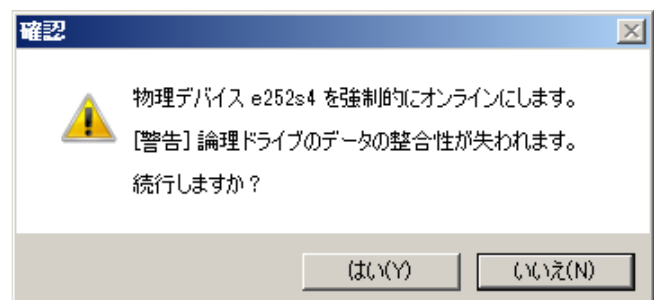 確認
物理デバイス e252s4 を強制的にオンラインにします。
[警告] 論理ドライブのデータの整合性が失われます。
続行しますか?
はい(Y)
いいえ(N)